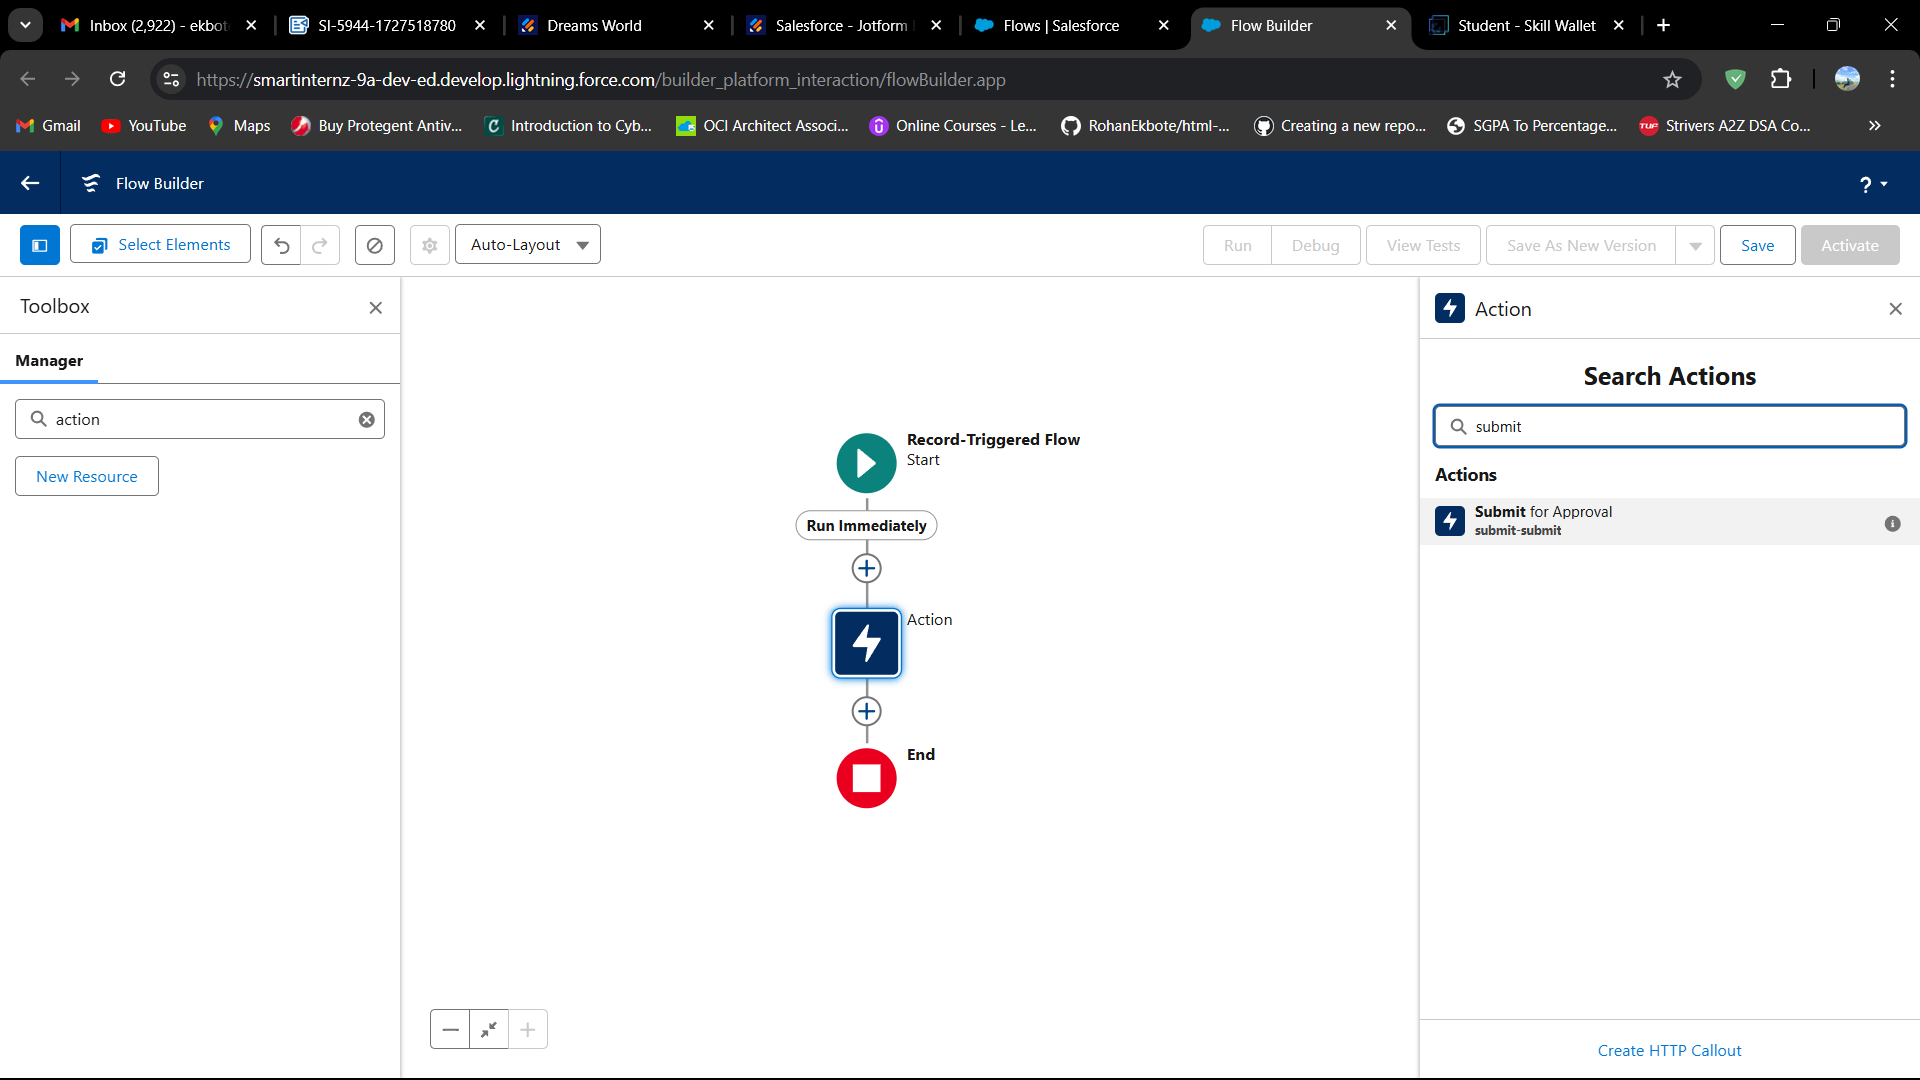 Inbox (2,922) - ekbot
SI-5944-1727518780
Dreams World
Salesforce - Jotform
Flows | Salesforce
Flow Builder
Student - Skill Wallet
https://smartinternz-9a-dev-ed.develop.lightning.force.com/builder_platform_interaction/flowBuilder.app
Gmail
YouTube
Maps
Buy Protegent Antiv...
Introduction to Cyb...
OCI Architect Associ...
Online Courses - Le...
RohanEkbote/html-...
Creating a new repo...
SGPA To Percentage...
TUF
Strivers A2Z DSA Co...
Flow Builder
?
Select Elements
Auto-Layout
Run
Debug
View Tests
Save As New Version
Save
Activate
Toolbox
Manager
action
New Resource
Record-Triggered Flow
Start
Run Immediately
Action
End
Action
Search Actions
submit
Actions
Submit for Approval
submit-submit
Create HTTP Callout